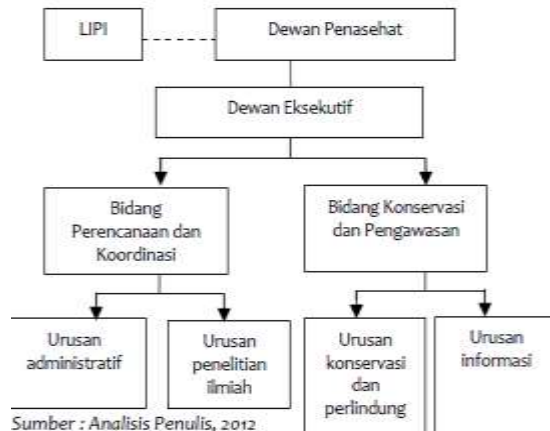 LIPI
Dewan Penasehat
Dewan Eksekutif
Bidang
Perencanaan dan
Koordinasi
Bidang Konservasi
dan Pengawasan
Urusan
administratif
Urusan
penelitian
ilmiah
Urusan
konservasi
dan
perlindung
Urusan
informasi
Sumber : Analisis Penulis, 2012